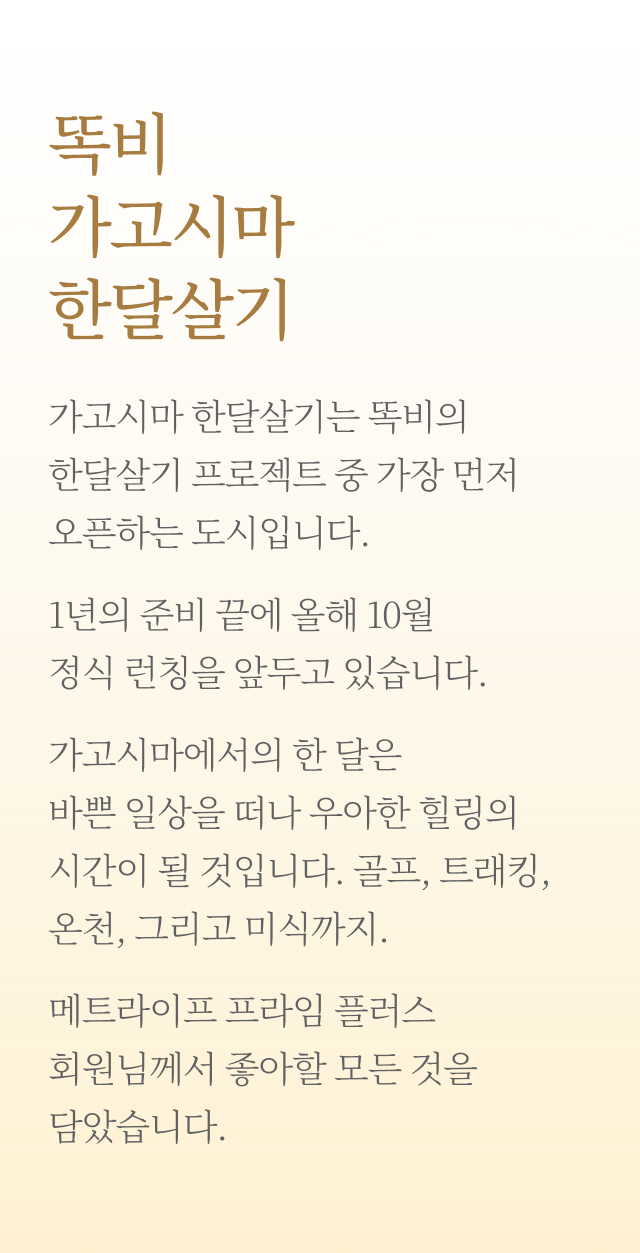 똑비
가고시마
한달살기
가고시마 한달살기는 똑비의
한달살기 프로젝트 중 가장 먼저
오픈하는 도시입니다.
1년의 준비 끝에 올해 10월
정식 런칭을 앞두고 있습니다.
가고시마에서의 한 달은
바쁜 일상을 떠나 우아한 힐링의
시간이 될 것입니다. 골프, 트래킹,
온천, 그리고 미식까지.
메트라이프 프라임 플러스
회원님께서 좋아할 모든 것을
담았습니다.